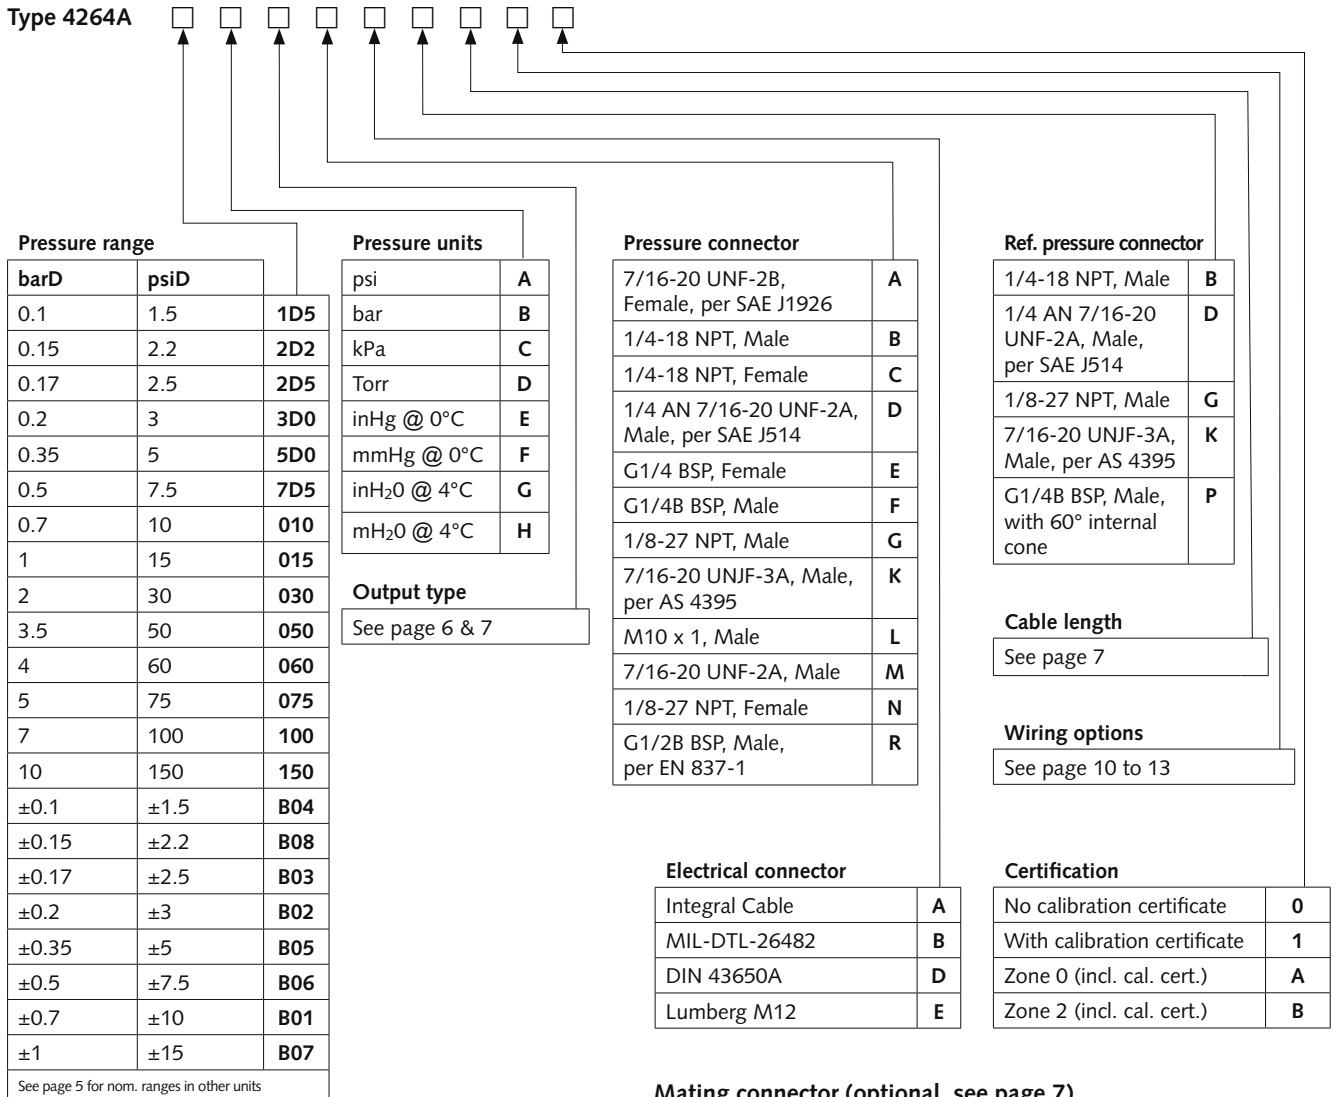 Type 4264A
Pressure range
barD psiD
0.1 1.5 1D5
0.15 2.2 2D2
0.17 2.5 2D5
0.2 3 3D0
0.35 5 5D0
0.5 7.5 7D5
0.7 10 010
1 15 015
2 30 030
3.5 50 050
4 60 060
5 75 075
7 100 100
10 150 150
±0.1 ±1.5 B04
±0.15 ±2.2 B08
±0.17 ±2.5 B03
±0.2 ±3 B02
±0.35 ±5 B05
±0.5 ±7.5 B06
±0.7 ±10 B01
±1 ±15 B07
See page 5 for nom. ranges in other units
Pressure units
psi A
bar B
kPa C
Torr D
inHg @ 0°C E
mmHg @ 0°C F
inH₂0 @ 4°C G
mH₂0 @ 4°C H
Output type
See page 6 & 7
Pressure connector
7/16-20 UNF-2B, A
Female, per SAE J1926
1/4-18 NPT, Male B
1/4-18 NPT, Female C
1/4 AN 7/16-20 UNF-2A, D
Male, per SAE J514
G1/4 BSP, Female E
G1/4B BSP, Male F
1/8-27 NPT, Male G
7/16-20 UNJF-3A, Male, K
per AS 4395
M10 x 1, Male L
7/16-20 UNF-2A, Male M
1/8-27 NPT, Female N
G1/2B BSP, Male, R
per EN 837-1
Electrical connector
Integral Cable A
MIL-DTL-26482 B
DIN 43650A D
Lumberg M12 E
Ref. pressure connector
1/4-18 NPT, Male B
1/4 AN 7/16-20 D
UNF-2A, Male,
per SAE J514
1/8-27 NPT, Male G
7/16-20 UNJF-3A, K
Male, per AS 4395
G1/4B BSP, Male, P
with 60° internal
cone
Cable length
See page 7
Wiring options
See page 10 to 13
Certification
No calibration certificate 0
With calibration certificate 1
Zone 0 (incl. cal. cert.) A
Zone 2 (incl. cal. cert.) B
Mating connector (optional, see page 7)